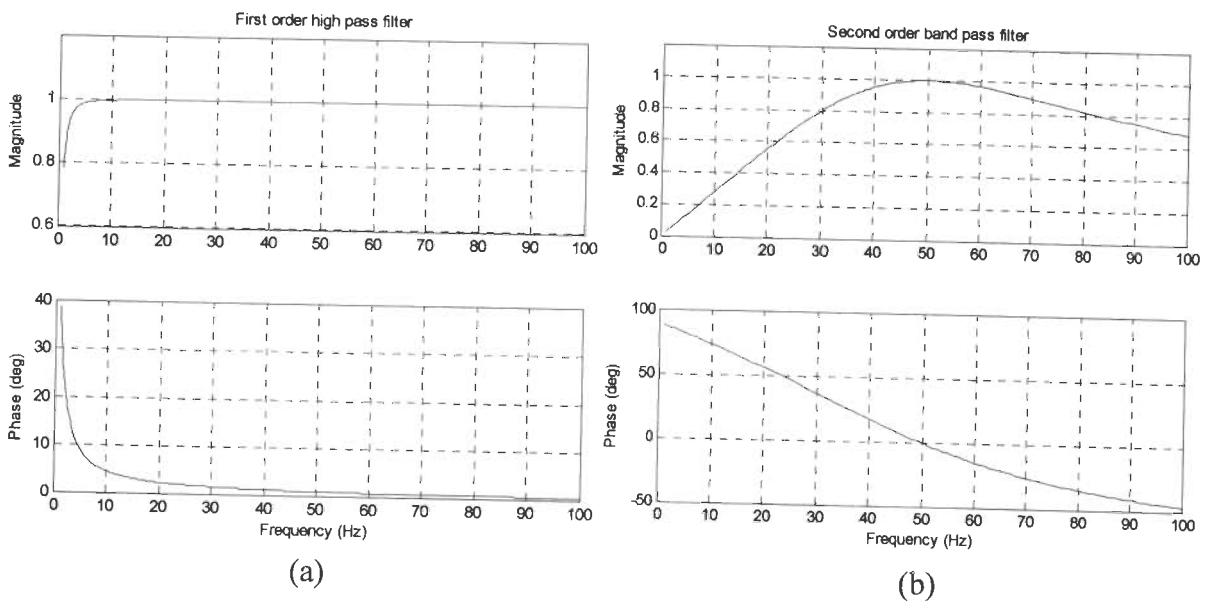 First order high pass filter
Magnitude
1
0.8
0.6
0 10 20 30 40 50 60 70 80 90 100
Phase (deg)
40
30
20
10
0
0 10 20 30 40 50 60 70 80 90 100
Frequency (Hz)
(a)
Second order band pass filter
Magnitude
1
0.8
0.6
0.4
0.2
0
0 10 20 30 40 50 60 70 80 90 100
Phase (deg)
100
50
0
-50
0 10 20 30 40 50 60 70 80 90 100
Frequency (Hz)
(b)